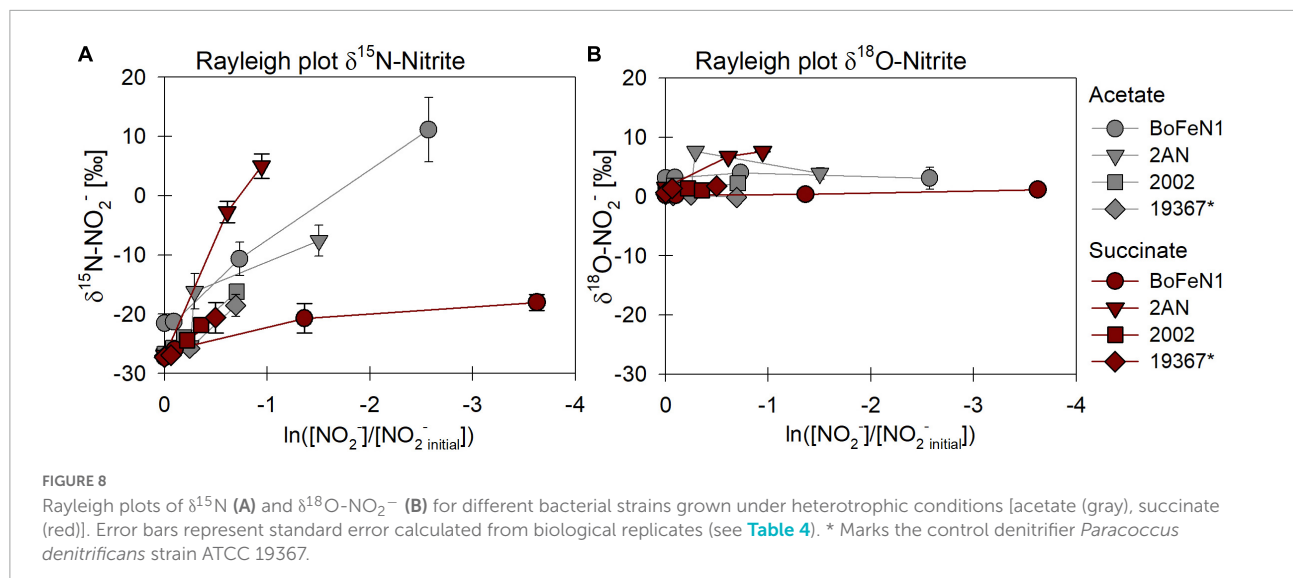 A
Rayleigh plot δ¹⁵N-Nitrite
20
10
0
-10
-20
-30
δ¹⁵N-NO₂⁻ [‰]
0 -1 -2 -3 -4
ln([NO₂⁻]/[NO₂⁻ initial])
B
Rayleigh plot δ¹⁸O-Nitrite
20
10
0
-10
-20
-30
δ¹⁸O-NO₂⁻ [‰]
0 -1 -2 -3 -4
ln([NO₂⁻]/[NO₂⁻ initial])
Acetate
BoFeN1
2AN
2002
19367*
Succinate
BoFeN1
2AN
2002
19367*
FIGURE 8
Rayleigh plots of δ¹⁵N (A) and δ¹⁸O-NO₂⁻ (B) for different bacterial strains grown under heterotrophic conditions [acetate (gray), succinate
(red)]. Error bars represent standard error calculated from biological replicates (see Table 4). * Marks the control denitrifier Paracoccus
denitrificans strain ATCC 19367.